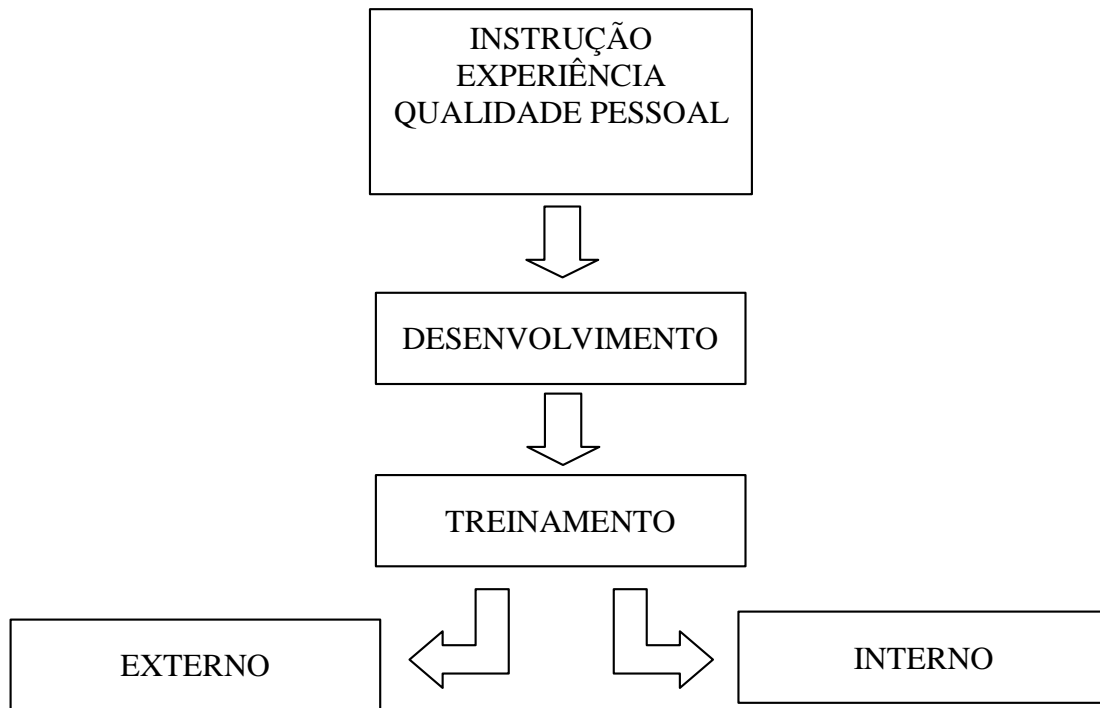 INSTRUÇÃO
EXPERIÊNCIA
QUALIDADE PESSOAL
DESENVOLVIMENTO
TREINAMENTO
EXTERNO
INTERNO